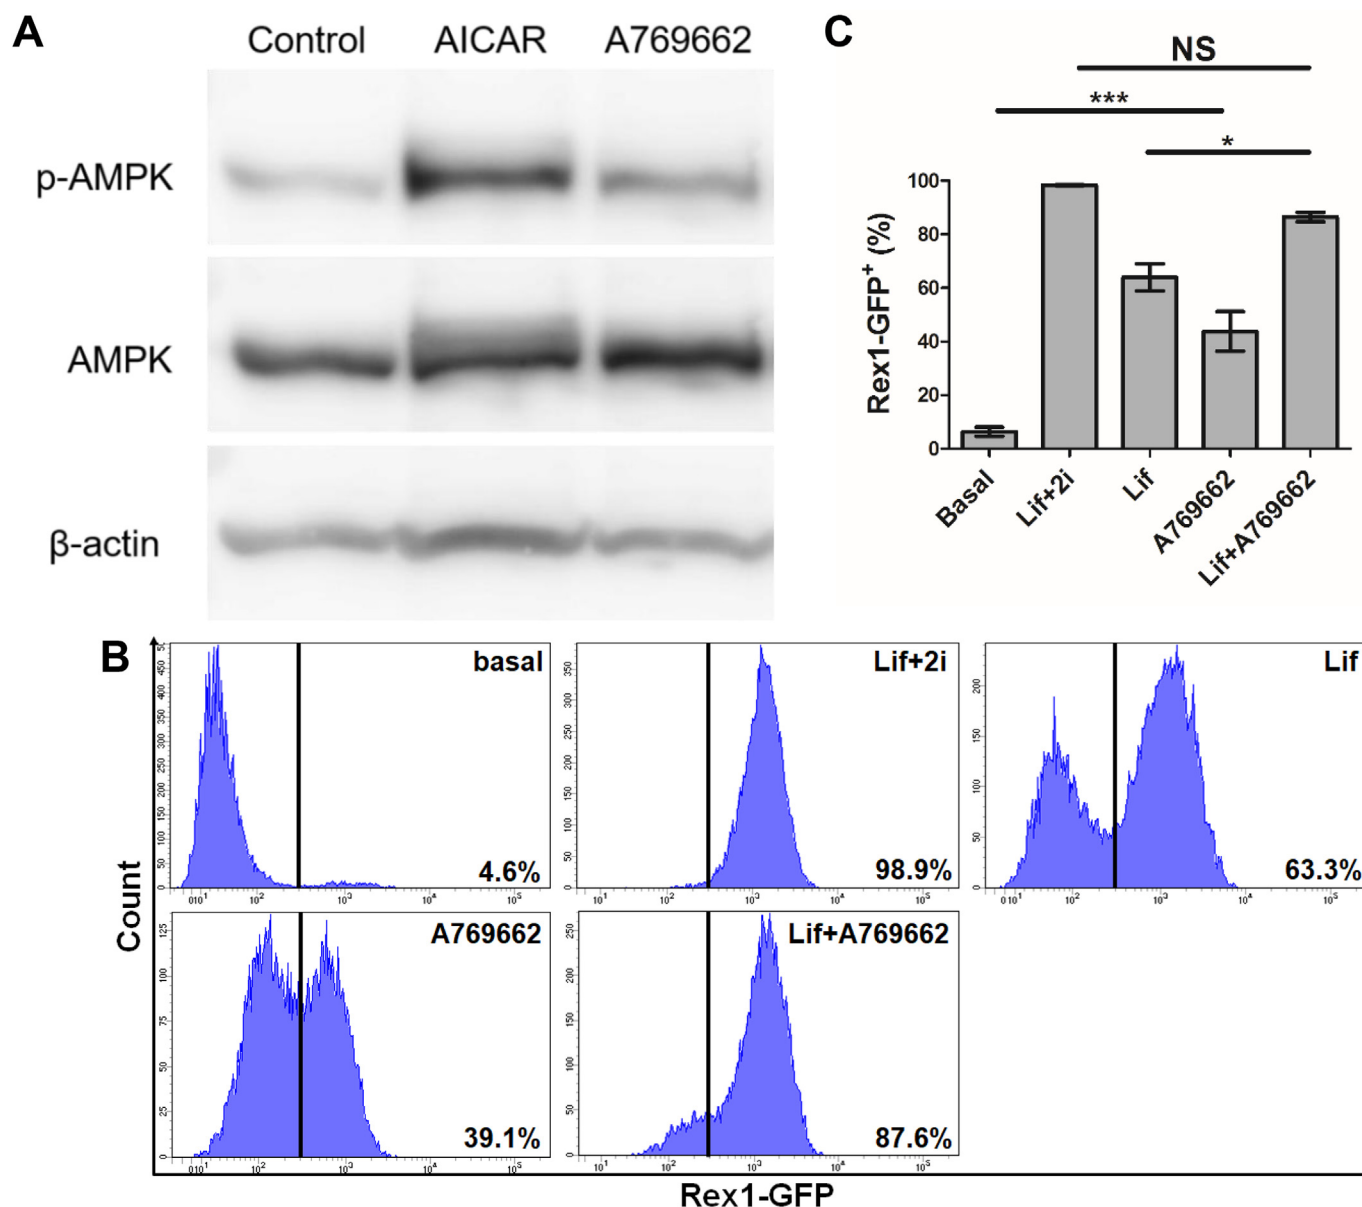 A
Control AICAR A769662
p-AMPK
AMPK
β-actin
C
NS
***
*
Rex1-GFP+ (%)
100
80
60
40
20
0
Basal
Lif+2i
Lif
A769662
Lif+A769662
B
Count
basal
4.6%
Lif+2i
98.9%
Lif
63.3%
A769662
39.1%
Lif+A769662
87.6%
Rex1-GFP